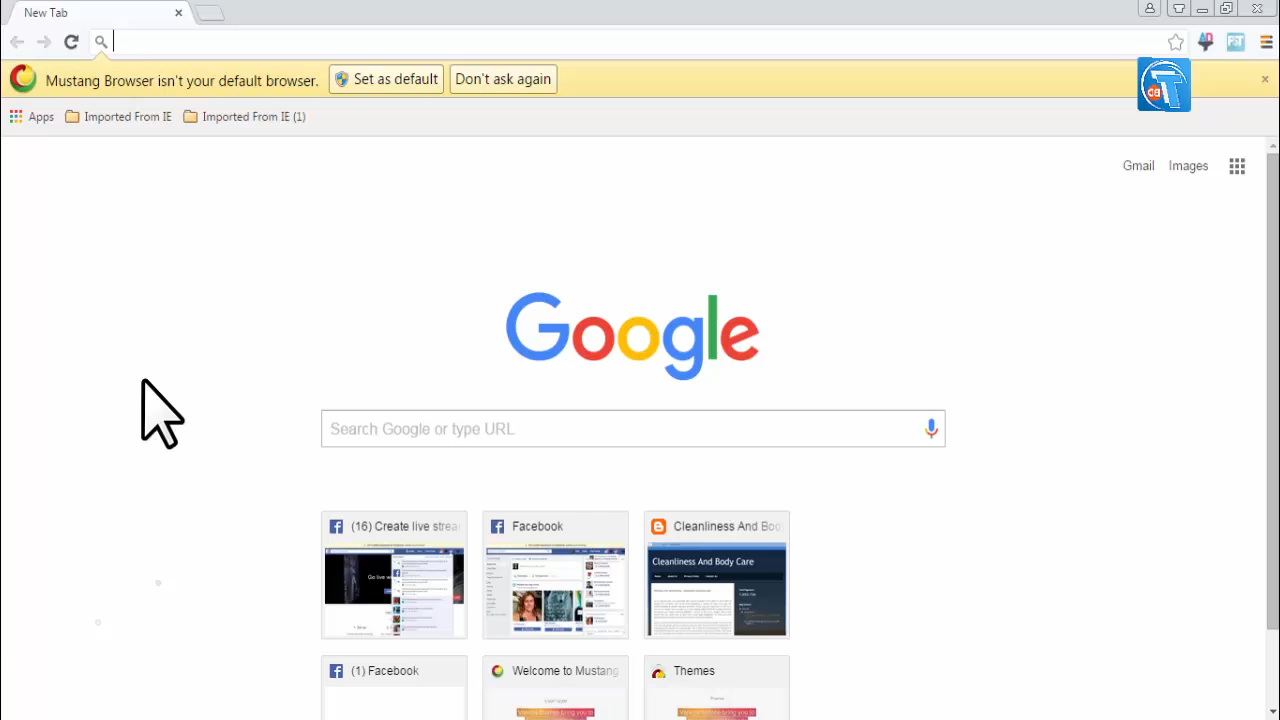 New Tab
Mustang Browser isn't your default browser. Set as default Don't ask again
Apps Imported From IE Imported From IE (1)
Gmail Images
Google
Search Google or type URL
(16) Create live strea
Facebook
Cleanliness And Bod
Cleanliness And Body Care
(1) Facebook
Welcome to Mustang
Themes